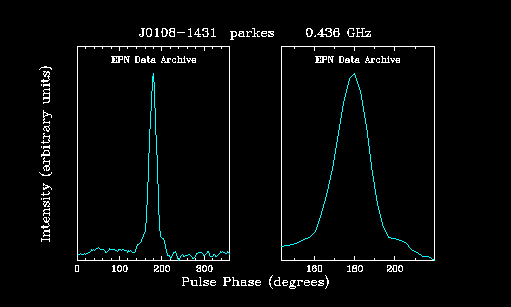 J0108−1431 parkes 0.436 GHz
EPN Data Archive EPN Data Archive
Intensity (arbitrary units)
0 100 200 300 160 180 200
Pulse Phase (degrees)